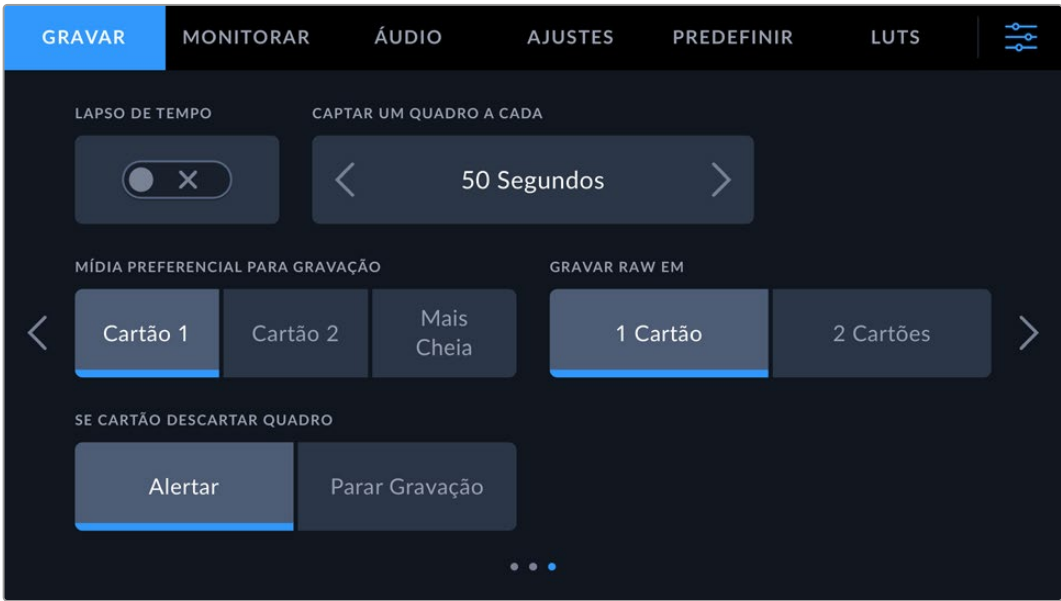 GRAVAR MONITORAR ÁUDIO AJUSTES PREDEFINIR LUTS
LAPSO DE TEMPO CAPTAR UM QUADRO A CADA
50 Segundos
MÍDIA PREFERENCIAL PARA GRAVAÇÃO GRAVAR RAW EM
Cartão 1 Cartão 2 Mais
Cheia 1 Cartão 2 Cartões
SE CARTÃO DESCARTAR QUADRO
Alertar Parar Gravação